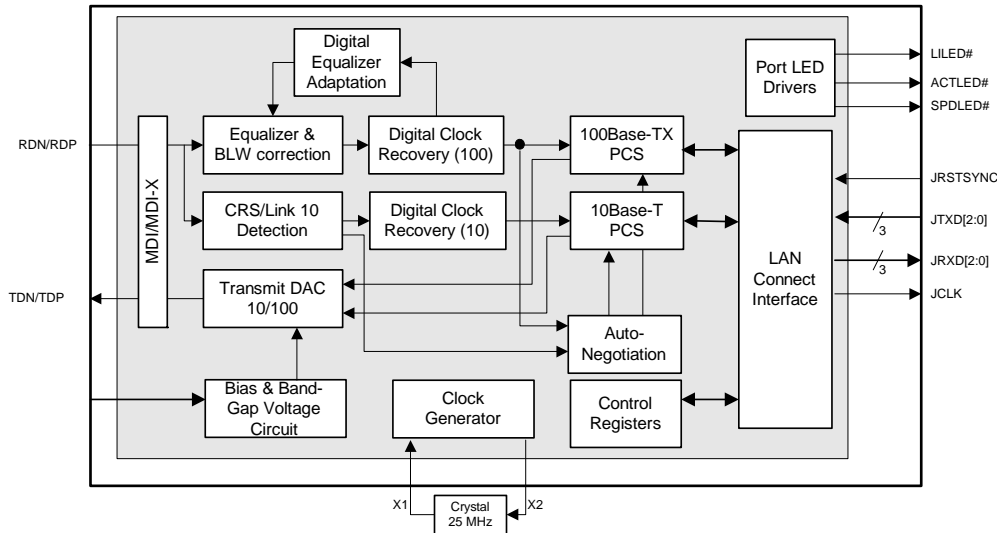 Digital
Equalizer
Adaptation
Port LED
Drivers
LILED#
ACTLED#
SPDLED#
RDN/RDP
MDI/MDI-X
Equalizer &
BLW correction
Digital Clock
Recovery (100)
100Base-TX
PCS
CRS/Link 10
Detection
Digital Clock
Recovery (10)
10Base-T
PCS
LAN
Connect
Interface
JRSTSYNC
JTXD[2:0]
3
JRXD[2:0]
3
JCLK
TDN/TDP
Transmit DAC
10/100
Auto-
Negotiation
Bias & Band-
Gap Voltage
Circuit
Clock
Generator
Control
Registers
X1
X2
Crystal
25 MHz